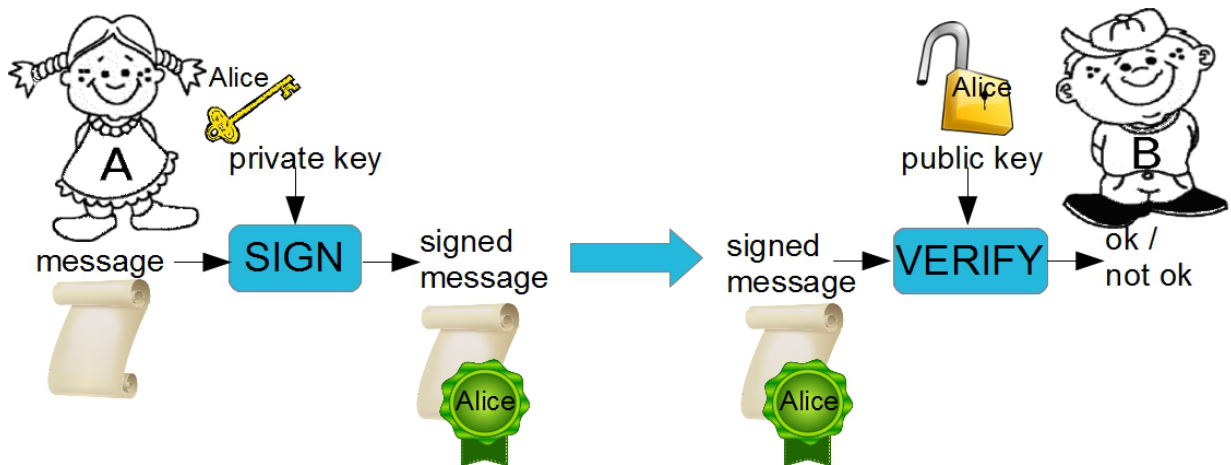 Alice
A
private key
message
SIGN
signed
message
Alice
Alice
B
public key
signed
message
VERIFY
ok /
not ok
Alice